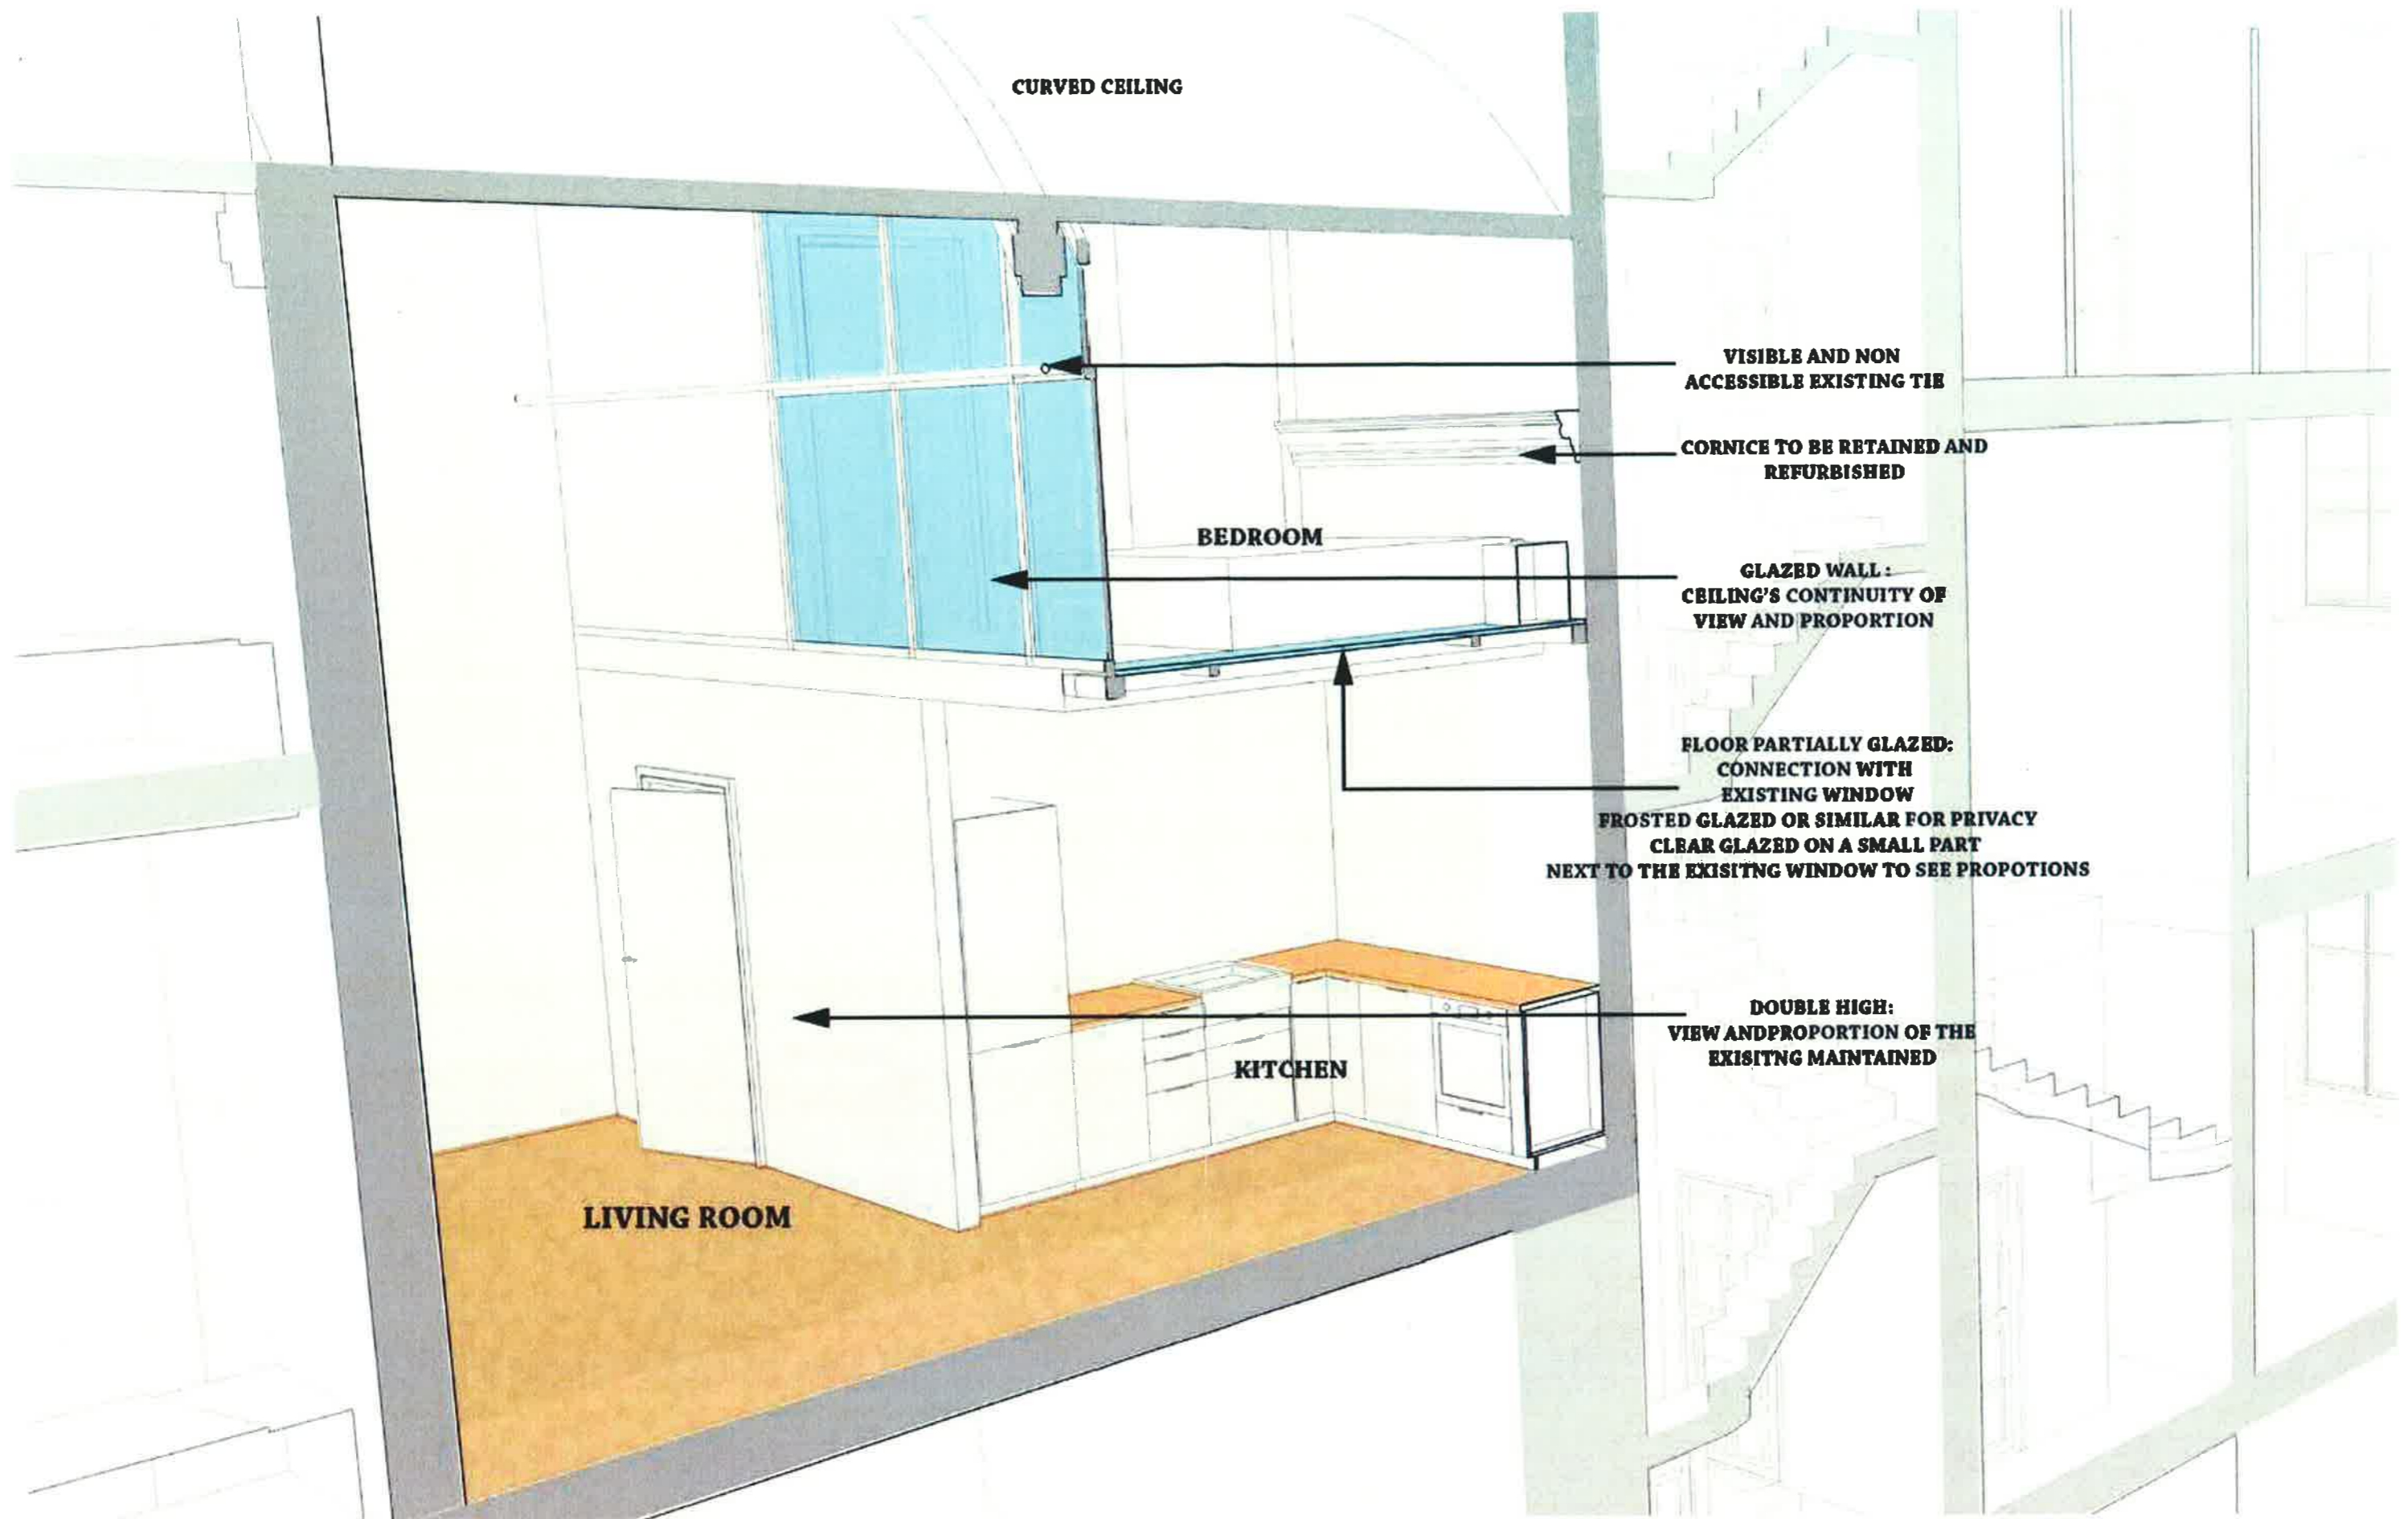 CURVED CEILING
VISIBLE AND NON
ACCESSIBLE EXISTING TIE
CORNICE TO BE RETAINED AND
REFURBISHED
BEDROOM
GLAZED WALL :
CEILING'S CONTINUITY OF
VIEW AND PROPORTION
FLOOR PARTIALLY GLAZED:
CONNECTION WITH
EXISTING WINDOW
FROSTED GLAZED OR SIMILAR FOR PRIVACY
CLEAR GLAZED ON A SMALL PART
NEXT TO THE EXISITNG WINDOW TO SEE PROPOTIONS
DOUBLE HIGH:
VIEW ANDPROPORTION OF THE
EXISITNG MAINTAINED
KITCHEN
LIVING ROOM